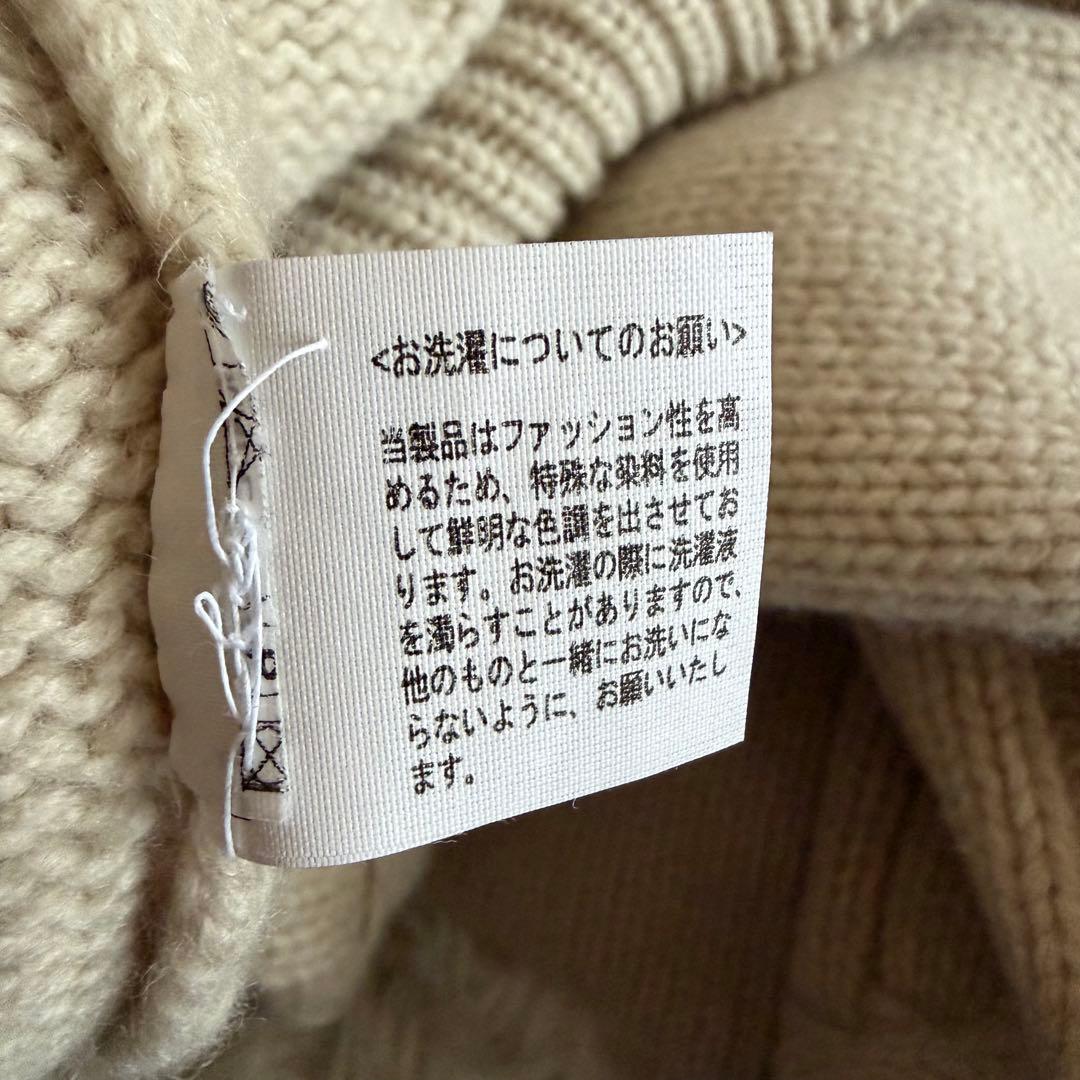 <お洗濯についてのお願い>
当製品はファッション性を高
めるため、特殊な染料を使用
して鮮明な色調を出させてお
ります。お洗濯の際に洗濯液
を濁らすことがありますので、
他のものと一緒にお洗いにな
らないように、お願いいたし
ます。